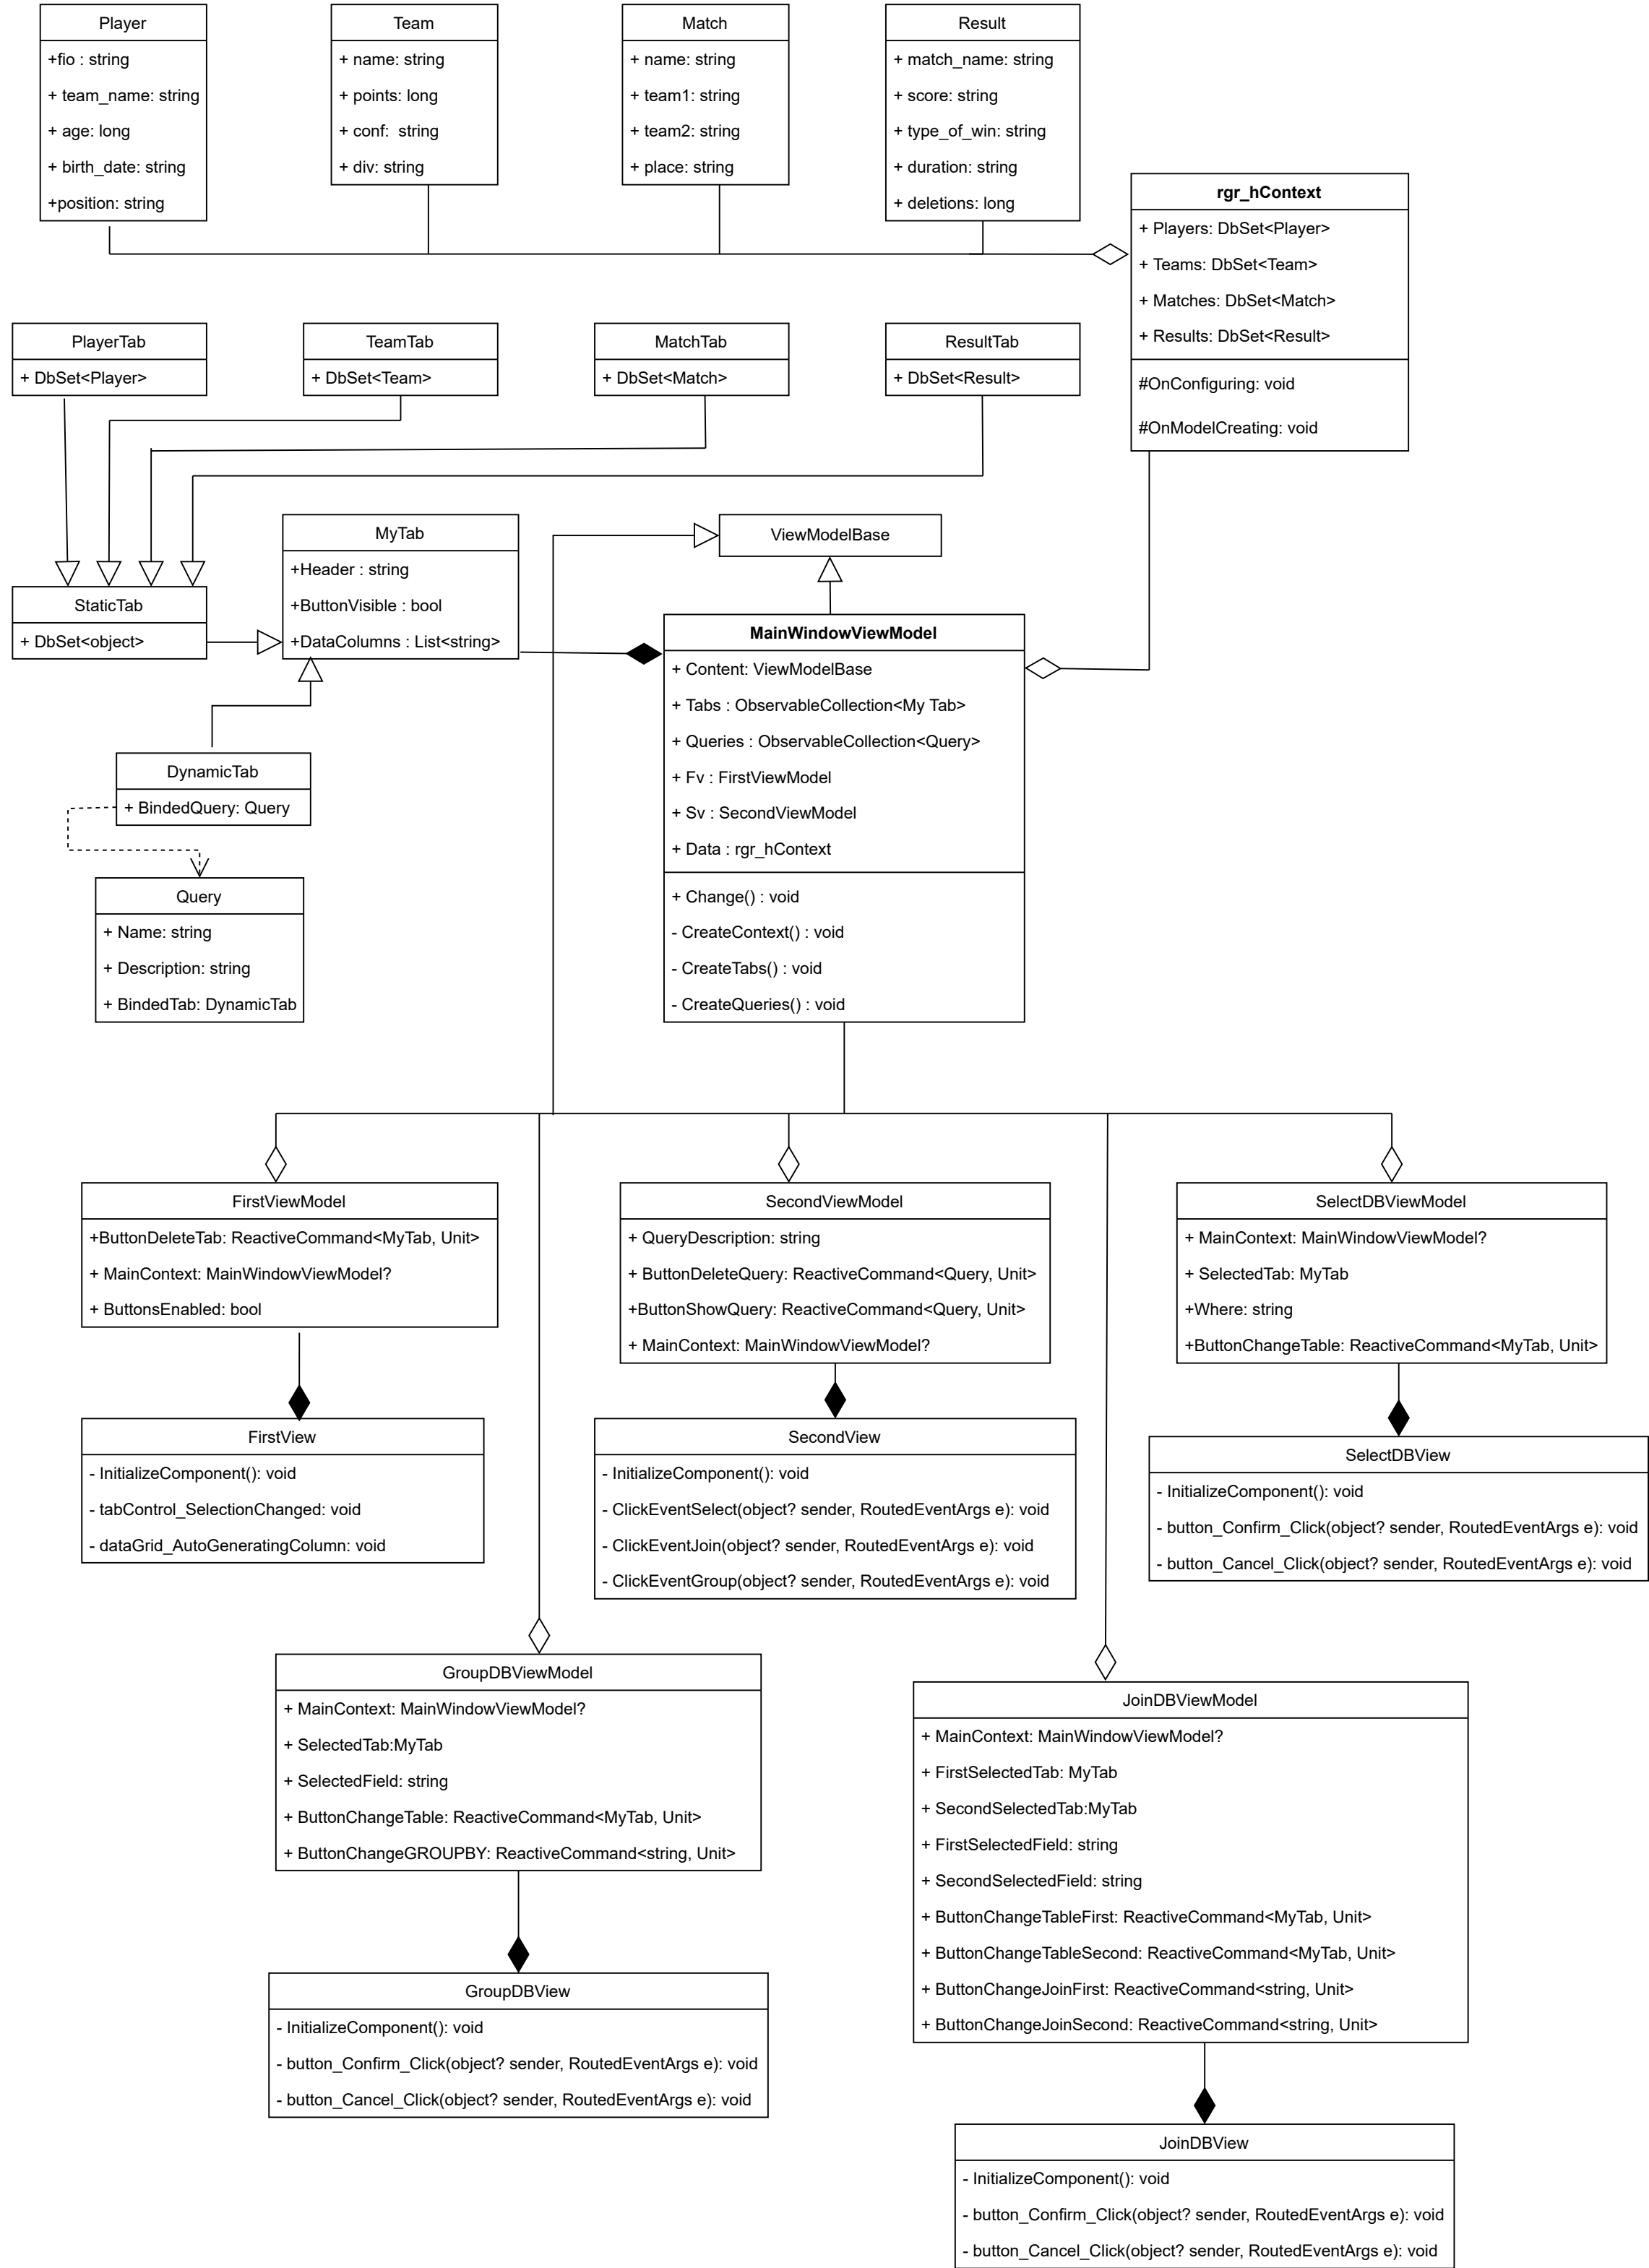 Player
+fio : string
+ team_name: string
+ age: long
+ birth_date: string
+position: string
Team
+ name: string
+ points: long
+ conf:  string
+ div: string
Match
+ name: string
+ team1: string
+ team2: string
+ place: string
Result
+ match_name: string
+ score: string
+ type_of_win: string
+ duration: string
+ deletions: long
rgr_hContext
+ Players: DbSet<Player>
+ Teams: DbSet<Team>
+ Matches: DbSet<Match>
+ Results: DbSet<Result>
#OnConfiguring: void
#OnModelCreating: void
PlayerTab
+ DbSet<Player>
TeamTab
+ DbSet<Team>
MatchTab
+ DbSet<Match>
ResultTab
+ DbSet<Result>
StaticTab
+ DbSet<object>
MyTab
+Header : string
+ButtonVisible : bool
+DataColumns : List<string>
ViewModelBase
MainWindowViewModel
+ Content: ViewModelBase
+ Tabs : ObservableCollection<My Tab>
+ Queries : ObservableCollection<Query>
+ Fv : FirstViewModel
+ Sv : SecondViewModel
+ Data : rgr_hContext
+ Change() : void
- CreateContext() : void
- CreateTabs() : void
- CreateQueries() : void
DynamicTab
+ BindedQuery: Query
Query
+ Name: string
+ Description: string
+ BindedTab: DynamicTab
FirstViewModel
+ButtonDeleteTab: ReactiveCommand<MyTab, Unit>
+ MainContext: MainWindowViewModel?
+ ButtonsEnabled: bool
SecondViewModel
+ QueryDescription: string
+ ButtonDeleteQuery: ReactiveCommand<Query, Unit>
+ButtonShowQuery: ReactiveCommand<Query, Unit>
+ MainContext: MainWindowViewModel?
SelectDBViewModel
+ MainContext: MainWindowViewModel?
+ SelectedTab: MyTab
+Where: string
+ButtonChangeTable: ReactiveCommand<MyTab, Unit>
FirstView
- InitializeComponent(): void
- tabControl_SelectionChanged: void
- dataGrid_AutoGeneratingColumn: void
SecondView
- InitializeComponent(): void
- ClickEventSelect(object? sender, RoutedEventArgs e): void
- ClickEventJoin(object? sender, RoutedEventArgs e): void
- ClickEventGroup(object? sender, RoutedEventArgs e): void
SelectDBView
- InitializeComponent(): void
- button_Confirm_Click(object? sender, RoutedEventArgs e): void
- button_Cancel_Click(object? sender, RoutedEventArgs e): void
GroupDBViewModel
+ MainContext: MainWindowViewModel?
+ SelectedTab:MyTab
+ SelectedField: string
+ ButtonChangeTable: ReactiveCommand<MyTab, Unit>
+ ButtonChangeGROUPBY: ReactiveCommand<string, Unit>
JoinDBViewModel
+ MainContext: MainWindowViewModel?
+ FirstSelectedTab: MyTab
+ SecondSelectedTab:MyTab
+ FirstSelectedField: string
+ SecondSelectedField: string
+ ButtonChangeTableFirst: ReactiveCommand<MyTab, Unit>
+ ButtonChangeTableSecond: ReactiveCommand<MyTab, Unit>
+ ButtonChangeJoinFirst: ReactiveCommand<string, Unit>
+ ButtonChangeJoinSecond: ReactiveCommand<string, Unit>
GroupDBView
- InitializeComponent(): void
- button_Confirm_Click(object? sender, RoutedEventArgs e): void
- button_Cancel_Click(object? sender, RoutedEventArgs e): void
JoinDBView
- InitializeComponent(): void
- button_Confirm_Click(object? sender, RoutedEventArgs e): void
- button_Cancel_Click(object? sender, RoutedEventArgs e): void